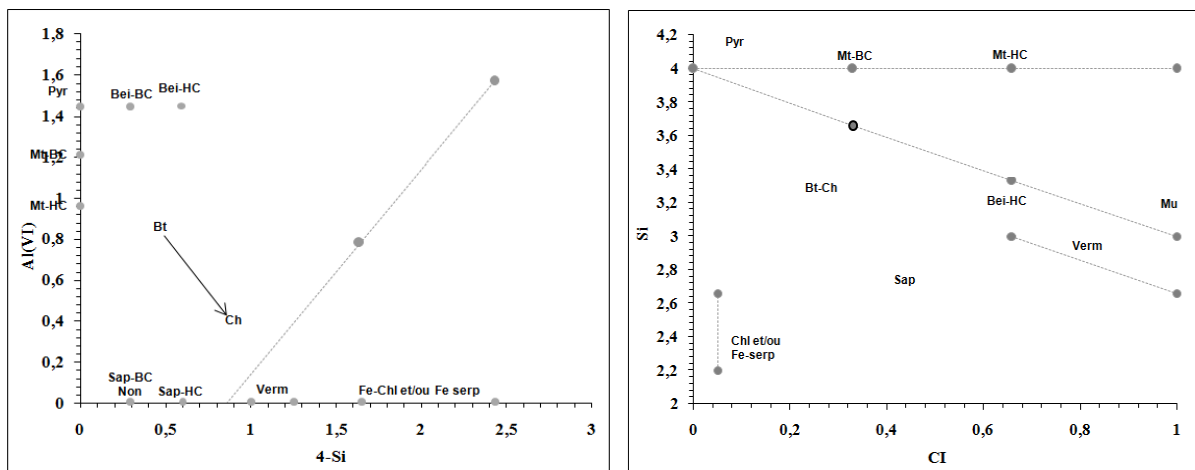 1,8
1,6
Pyr
Bei-BC
Bei-HC
1,4
Mt-BC
1,2
Mt-HC
1
Al(VI)
Bt
0,8
0,6
Ch
0,4
0,2
Sap-BC
Non
Sap-HC
Verm
Fe-Chl et/ou Fe serp
0
0
0,5
1
1,5
2
2,5
3
4-Si
4,2
Pyr
Mt-BC
Mt-HC
4
3,8
3,6
3,4
Bt-Ch
Bei-HC
Mu
3,2
Si
3
Verm
2,8
Sap
2,6
Chl et/ou
Fe-serp
2,4
2,2
2
0
0,2
0,4
0,6
0,8
1
CI